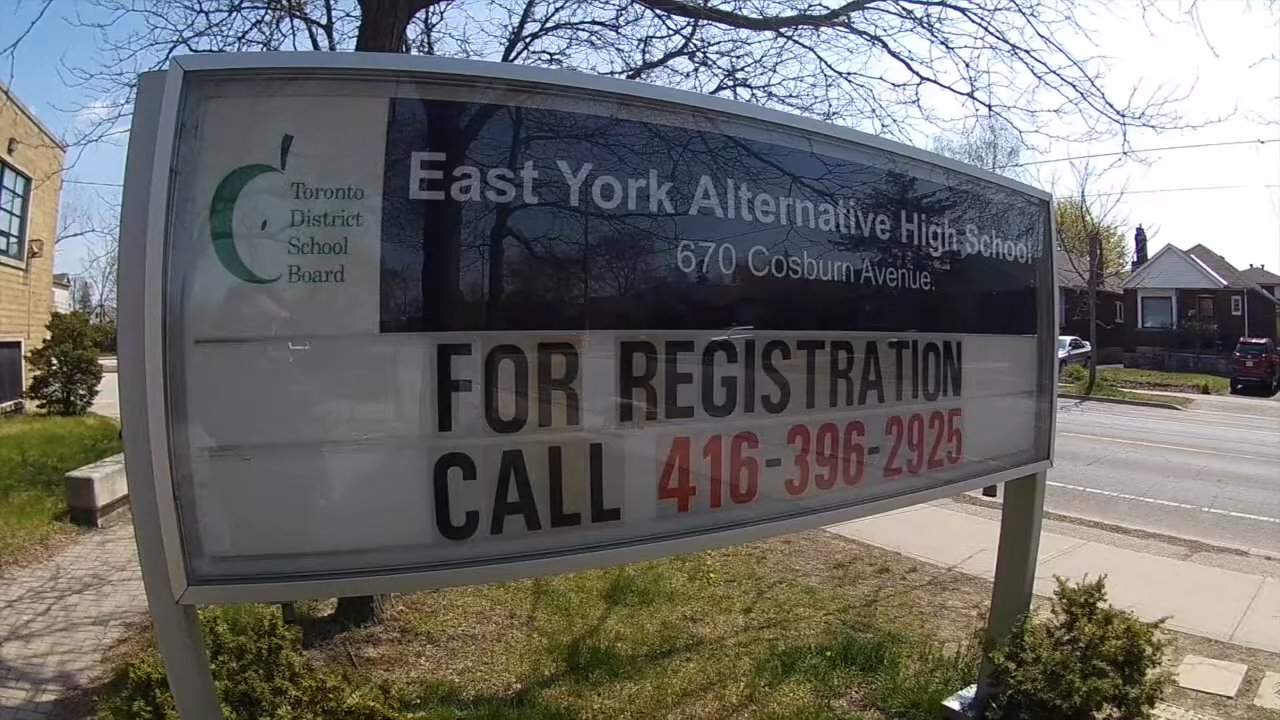 Toronto
District
School
Board
East York Alternative High School
670 Cosburn Avenue.
FOR REGISTRATION
CALL 416-396-2925